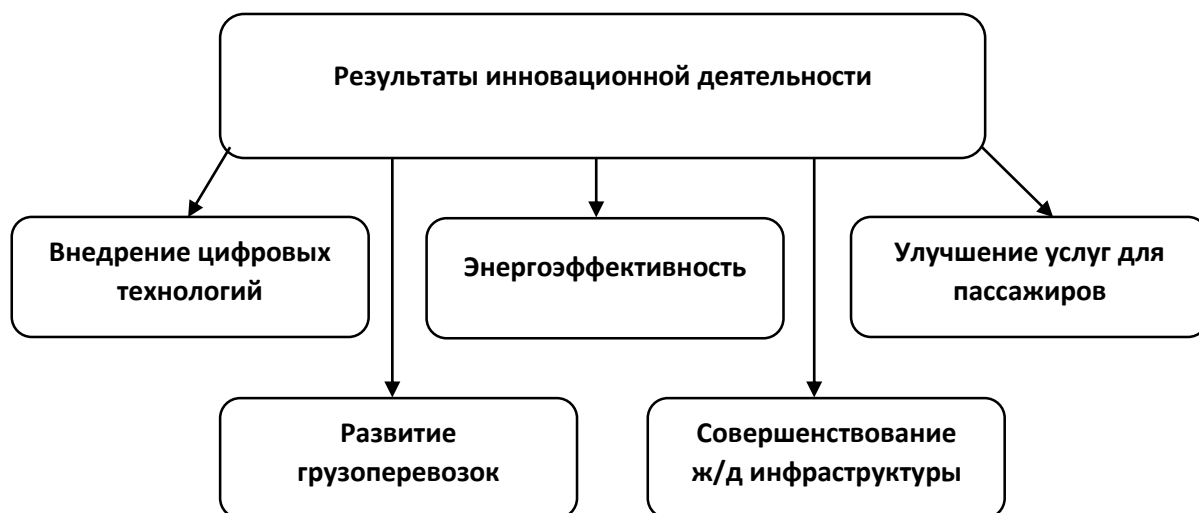 Результаты инновационной деятельности
Внедрение цифровых
технологий
Энергоэффективность
Улучшение услуг для
пассажиров
Развитие
грузоперевозок
Совершенствование
ж/д инфраструктуры